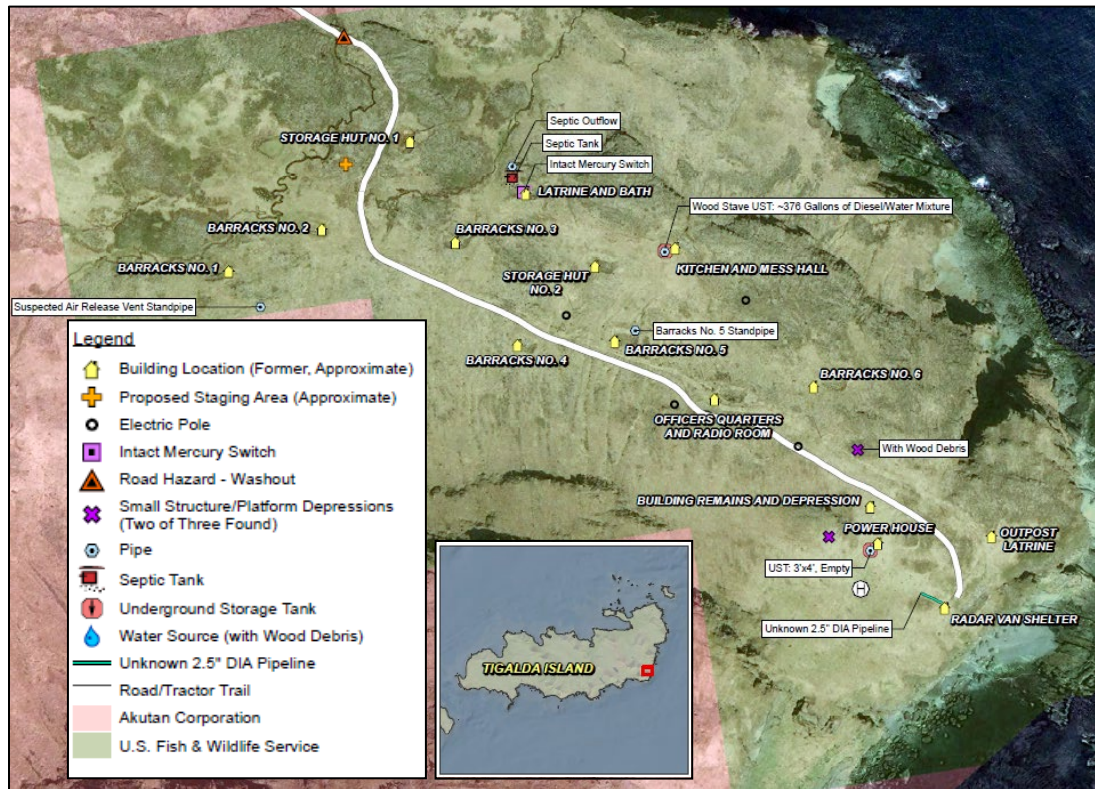 STORAGE HUT NO. 1
Septic Outflow
Septic Tank
Intact Mercury Switch
LATRINE AND BATH
Wood Stave UST: ~376 Gallons of Diesel/Water Mixture
BARRACKS NO. 2
BARRACKS NO. 3
BARRACKS NO. 1
STORAGE HUT
NO. 2
KITCHEN AND MESS HALL
Suspected Air Release Vent Standpipe
Barracks No. 5 Standpipe
BARRACKS NO. 4
BARRACKS NO. 5
BARRACKS NO. 6
OFFICERS QUARTERS
AND RADIO ROOM
With Wood Debris
BUILDING REMAINS AND DEPRESSION
POWER HOUSE
OUTPOST
LATRINE
UST: 3'x4', Empty
H
Unknown 2.5" DIA Pipeline
RADAR VAN SHELTER
Legend
Building Location (Former, Approximate)
Proposed Staging Area (Approximate)
Electric Pole
Intact Mercury Switch
Road Hazard - Washout
Small Structure/Platform Depressions
(Two of Three Found)
Pipe
Septic Tank
Underground Storage Tank
Water Source (with Wood Debris)
Unknown 2.5" DIA Pipeline
Road/Tractor Trail
Akutan Corporation
U.S. Fish & Wildlife Service
TIGALDA ISLAND